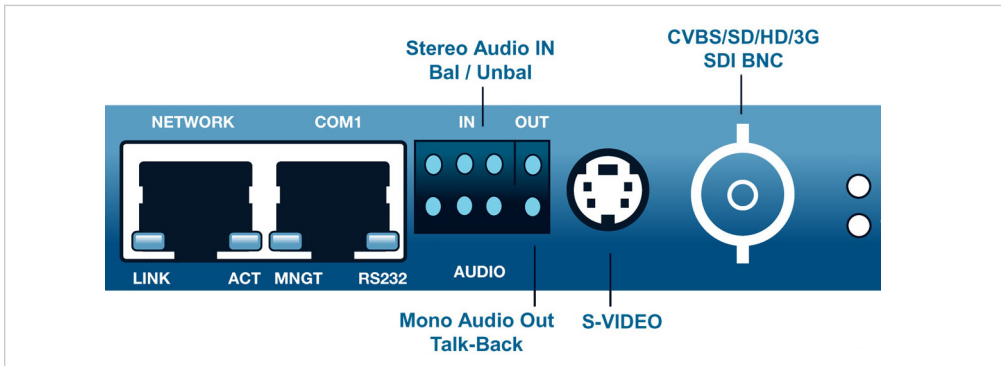 CVBS/SD/HD/3G
SDI BNC
Stereo Audio IN
Bal / Unbal
NETWORK COM1 IN OUT
LINK ACT MNGT RS232 AUDIO
Mono Audio Out
Talk-Back
S-VIDEO